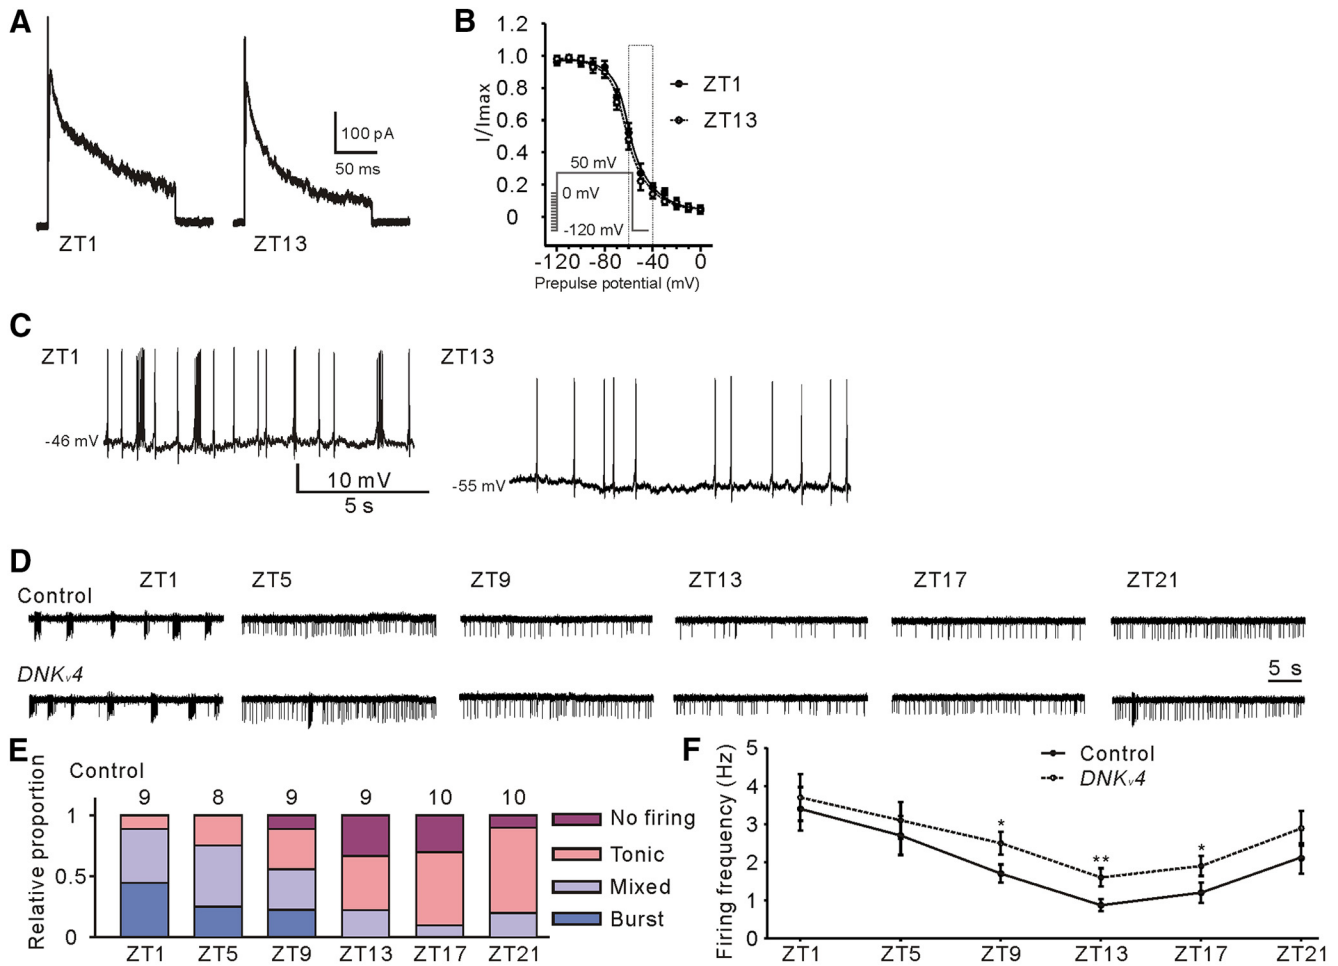 A
100 pA
50 ms
ZT1
ZT13
B
1.2
1.0
0.8
0.6
0.4
0.2
0
I/Imax
50 mV
0 mV
-120 mV
-120 -80 -40 0
Prepulse potential (mV)
ZT1
ZT13
C
ZT1
-46 mV
10 mV
5 s
ZT13
-55 mV
D
ZT1 ZT5 ZT9 ZT13 ZT17 ZT21
Control
DNKv4
5 s
E
Control
Relative proportion
9 8 9 9 10 10
1
0.5
0
ZT1 ZT5 ZT9 ZT13 ZT17 ZT21
No firing
Tonic
Mixed
Burst
F
Firing frequency (Hz)
5
4
3
2
1
0
Control
DNKv4
* ** *
ZT1 ZT5 ZT9 ZT13 ZT17 ZT21